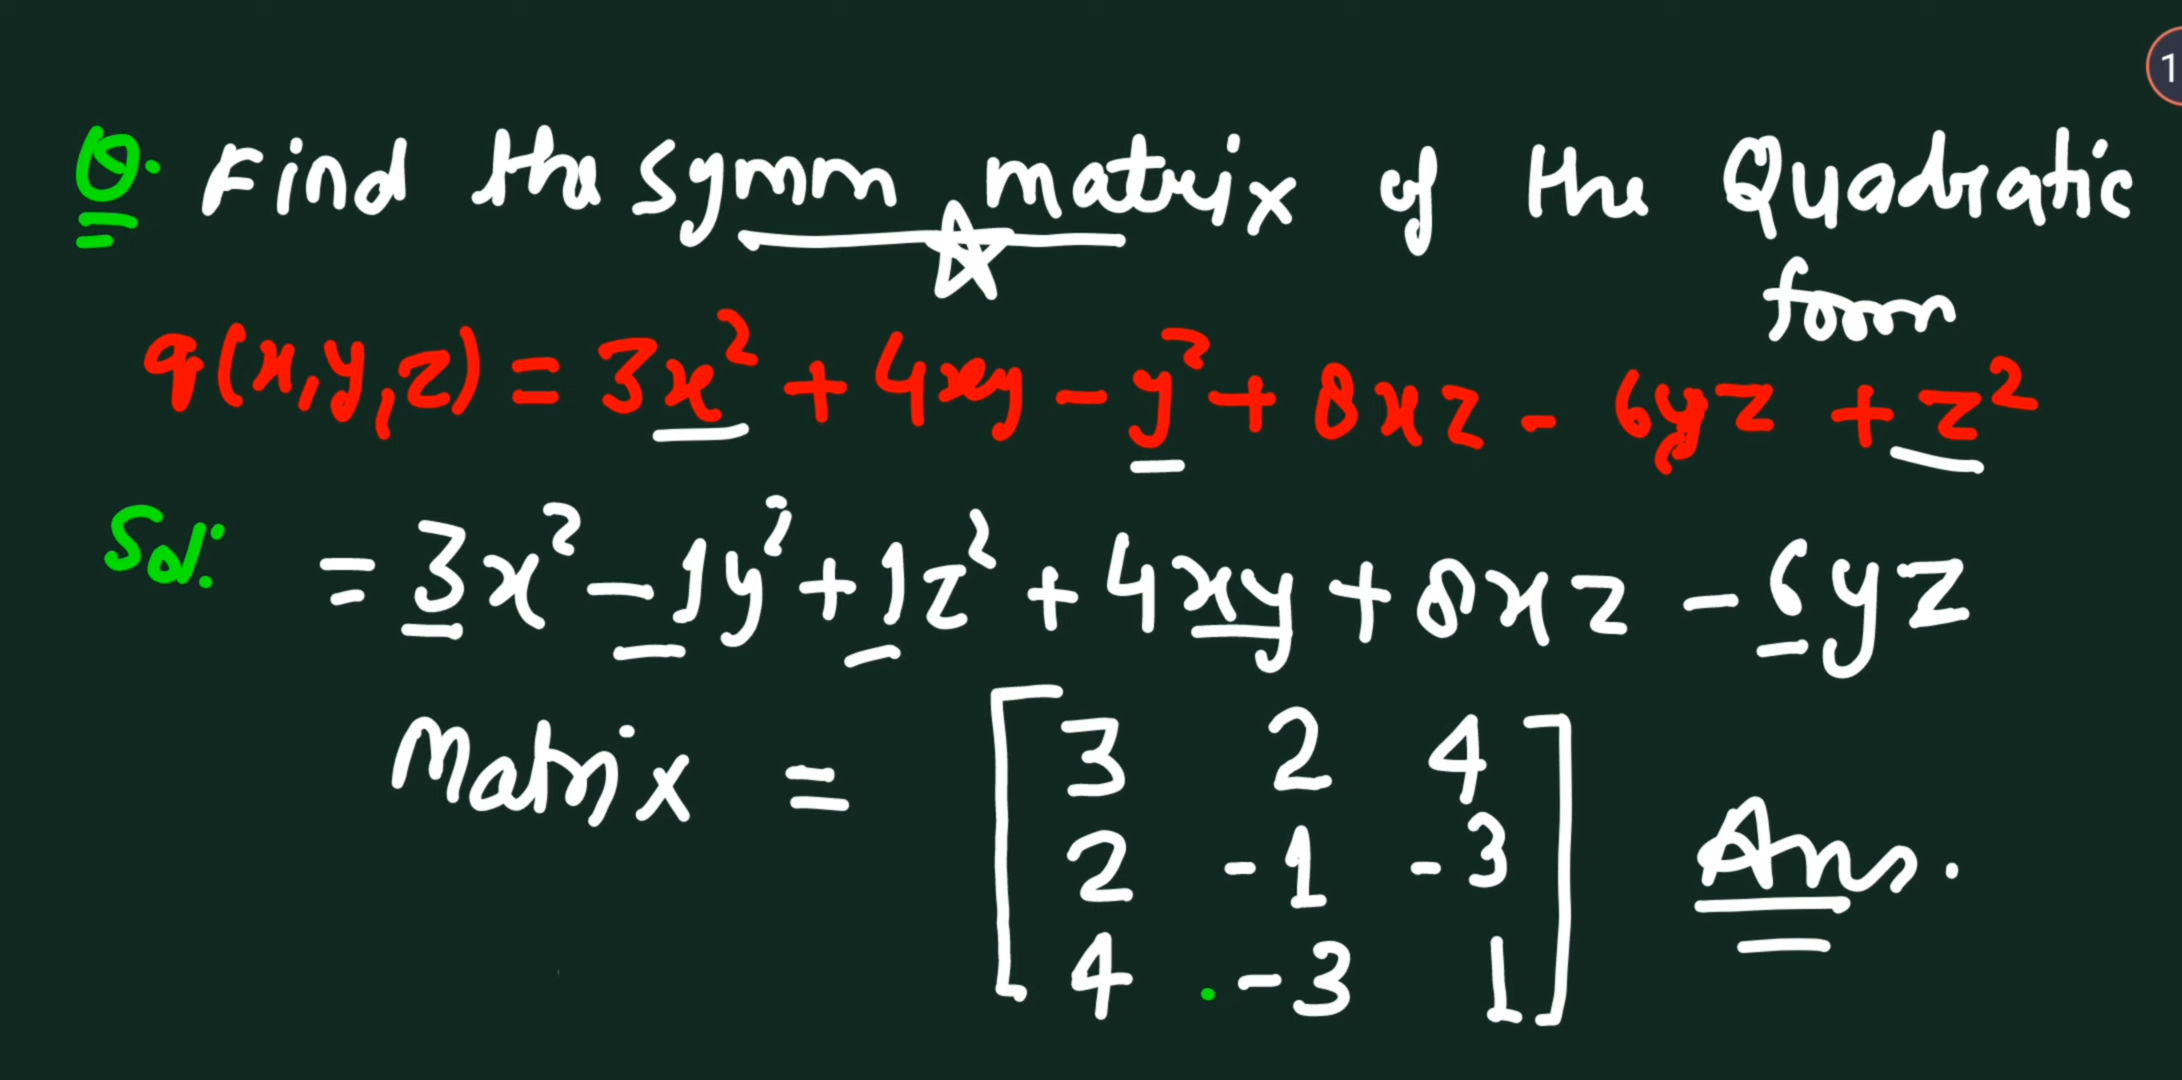 Q. Find the symm matrix of the Quadratic
form
q(x,y,z) = 3x² + 4xy - y² + 8xz - 6yz + z²
Sol: = 3x² - 1y² + 1z² + 4xy + 8xz - 6yz
Matrix = [ 3 2 4
2 -1 -3
4 -3 1 ] Ans.
1